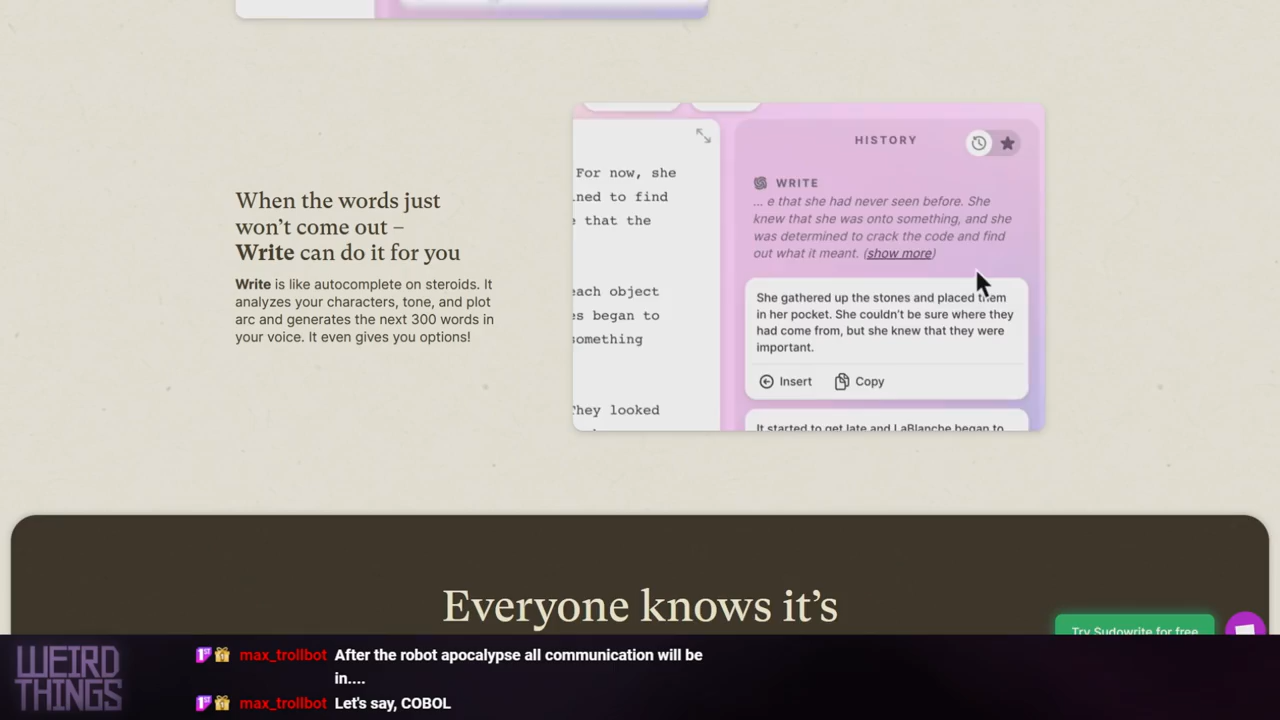 When the words just
won’t come out –
Write can do it for you
Write is like autocomplete on steroids. It
analyzes your characters, tone, and plot
arc and generates the next 300 words in
your voice. It even gives you options!
For now, she
ned to find
that the
each object
s began to
omething
They looked
HISTORY
WRITE
... e that she had never seen before. She
knew that she was onto something, and she
was determined to crack the code and find
out what it meant. (show more)
She gathered up the stones and placed them
in her pocket. She couldn't be sure where they
had come from, but she knew that they were
important.
Insert Copy
It started to get late and LaBlanche began to
Everyone knows it’s
Try Sudowrite for free
WEIRD
THINGS
max_trollbot After the robot apocalypse all communication will be
in....
max_trollbot Let's say, COBOL